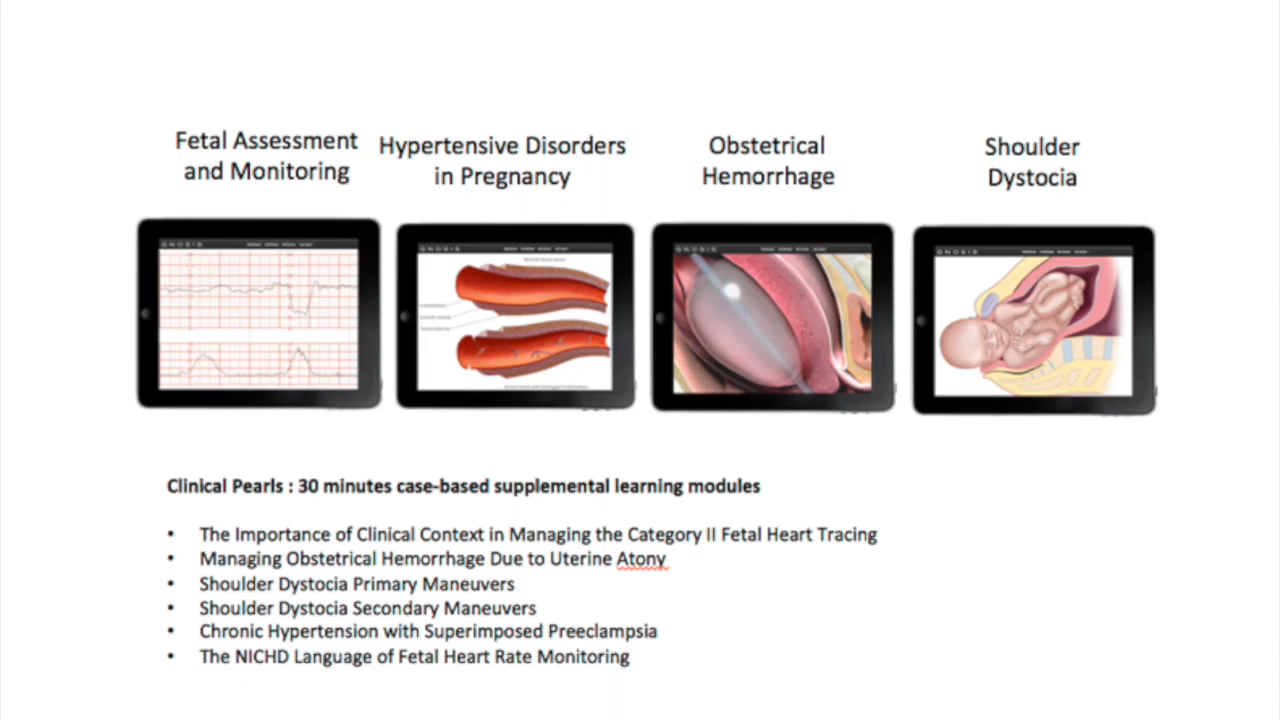 Fetal Assessment
and Monitoring
Hypertensive Disorders
in Pregnancy
Obstetrical
Hemorrhage
Shoulder
Dystocia
Clinical Pearls : 30 minutes case-based supplemental learning modules
• The Importance of Clinical Context in Managing the Category II Fetal Heart Tracing
• Managing Obstetrical Hemorrhage Due to Uterine Atony
• Shoulder Dystocia Primary Maneuvers
• Shoulder Dystocia Secondary Maneuvers
• Chronic Hypertension with Superimposed Preeclampsia
• The NICHD Language of Fetal Heart Rate Monitoring